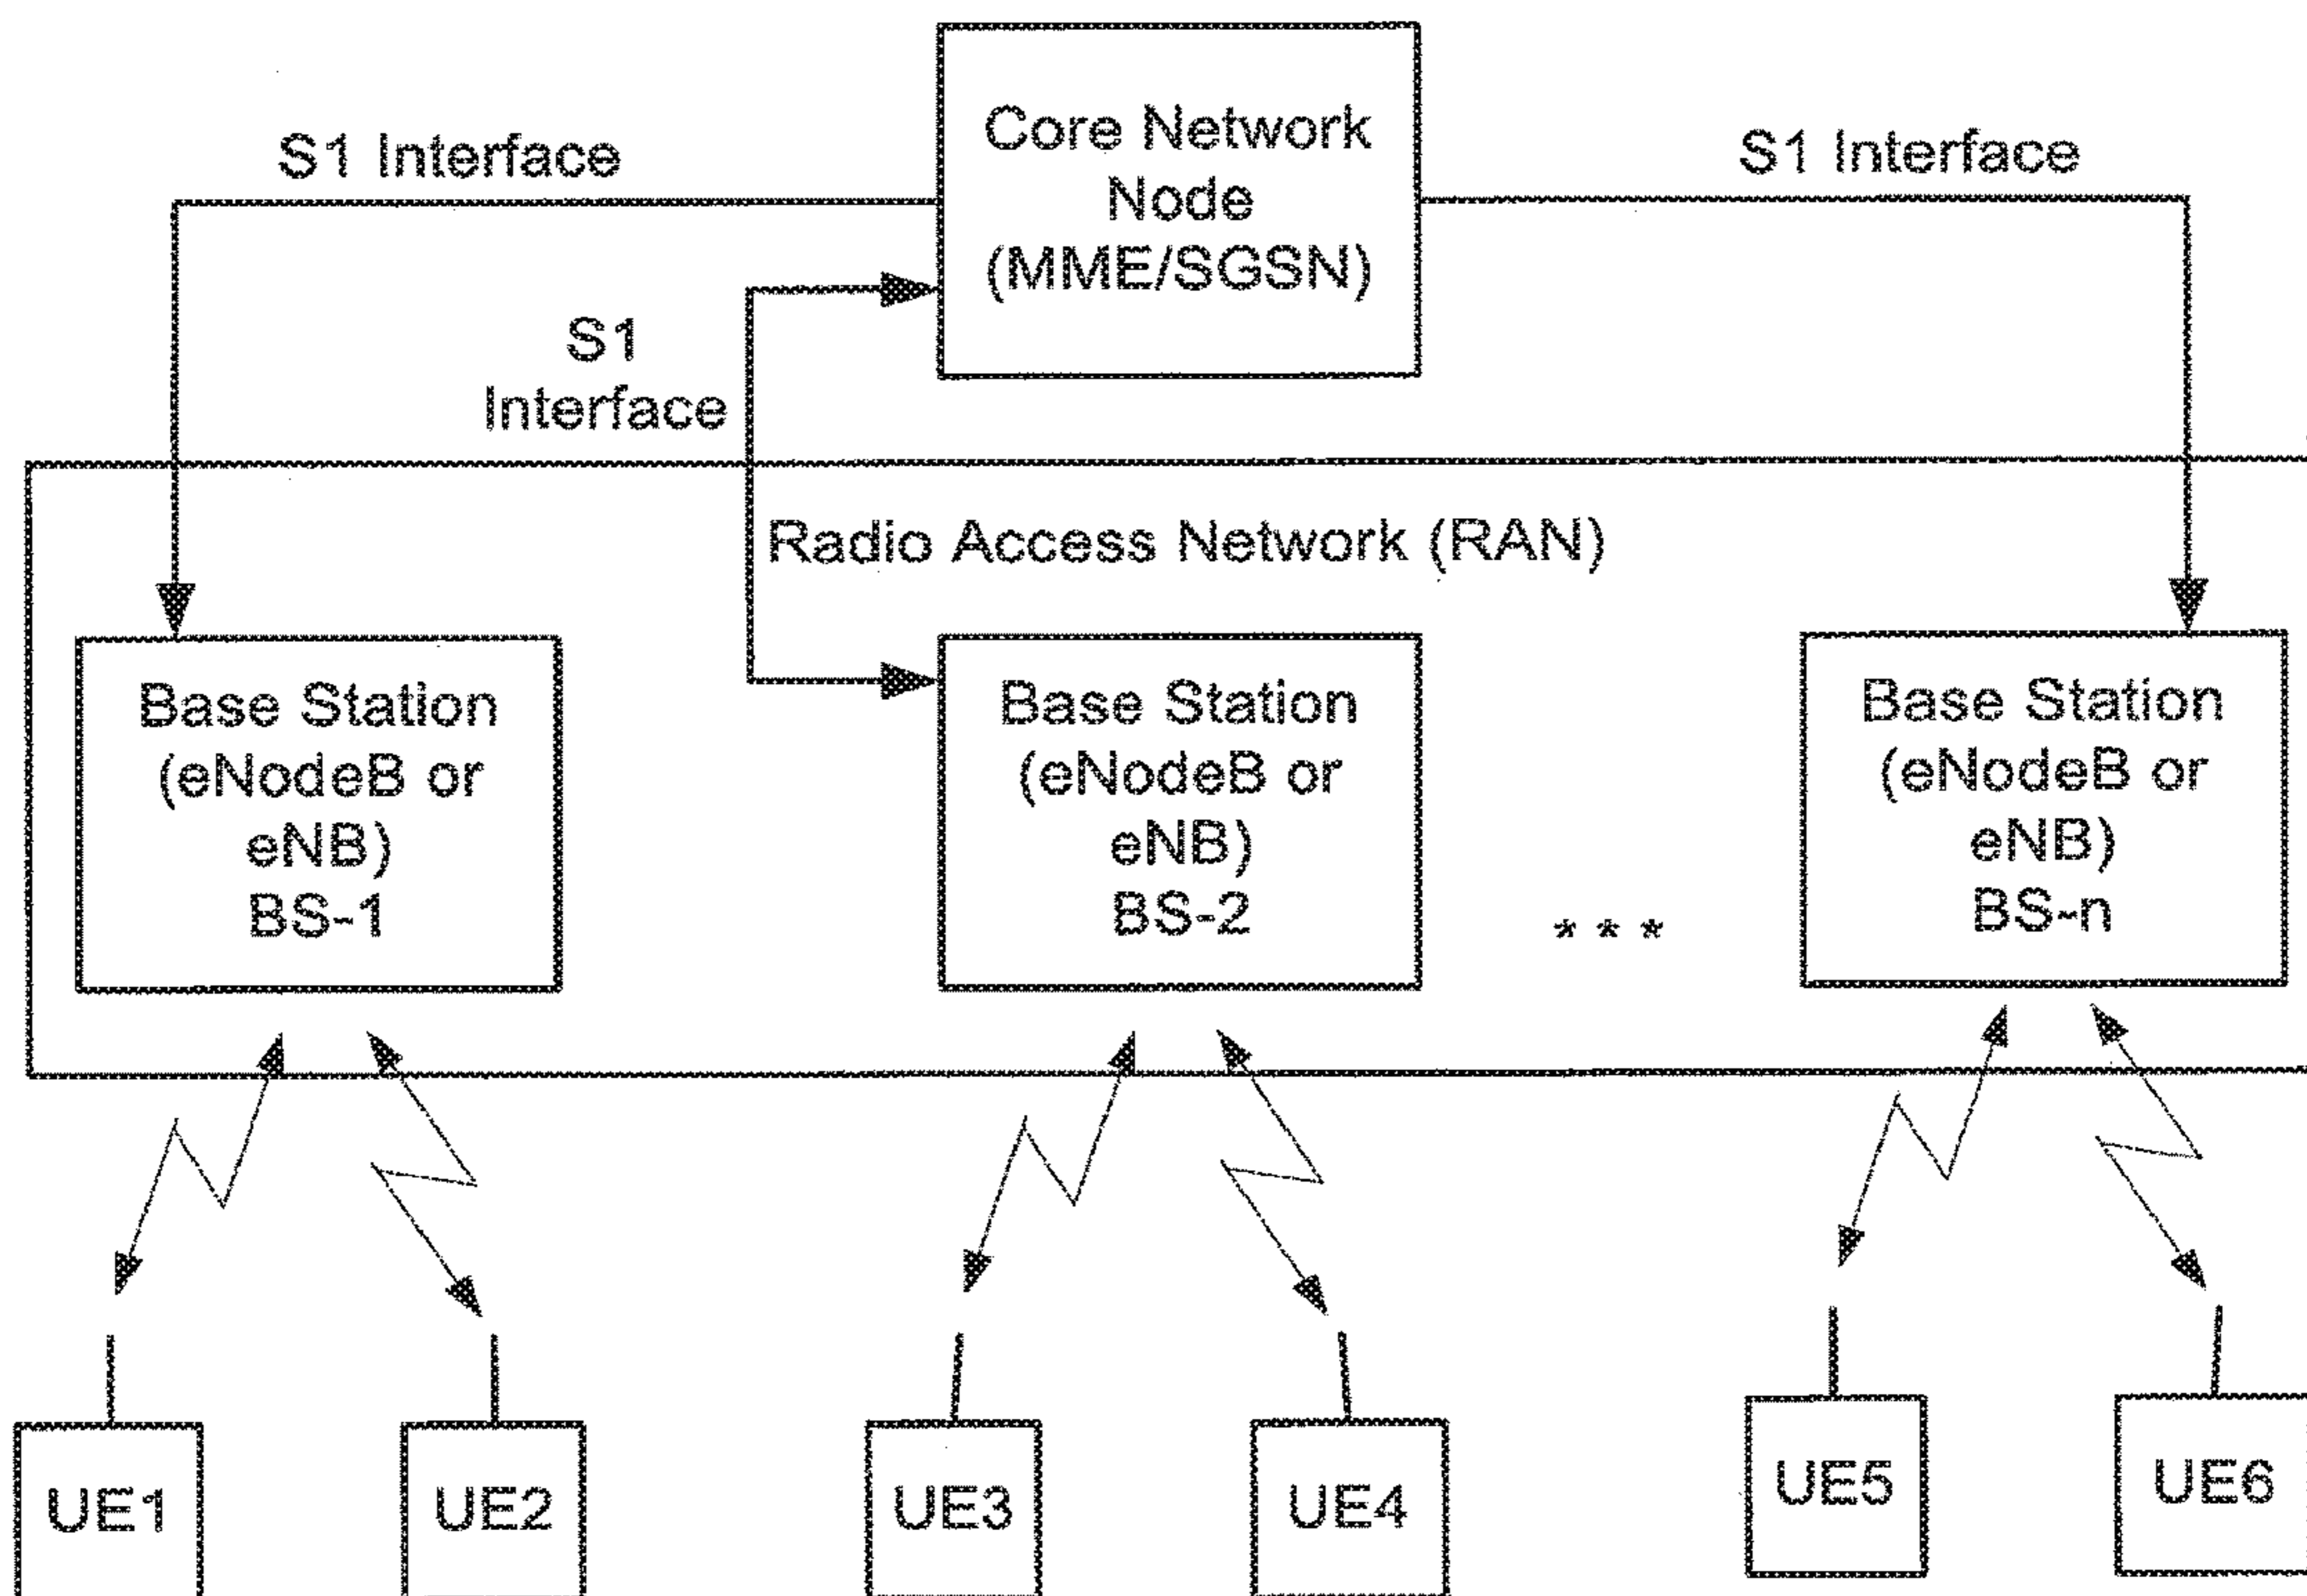 Core Network
Node
(MME/SGSN)
S1 Interface
S1 Interface
S1
Interface
Radio Access Network (RAN)
Base Station
(eNodeB or
eNB)
BS-1
Base Station
(eNodeB or
eNB)
BS-2
* * *
Base Station
(eNodeB or
eNB)
BS-n
UE1
UE2
UE3
UE4
UE5
UE6